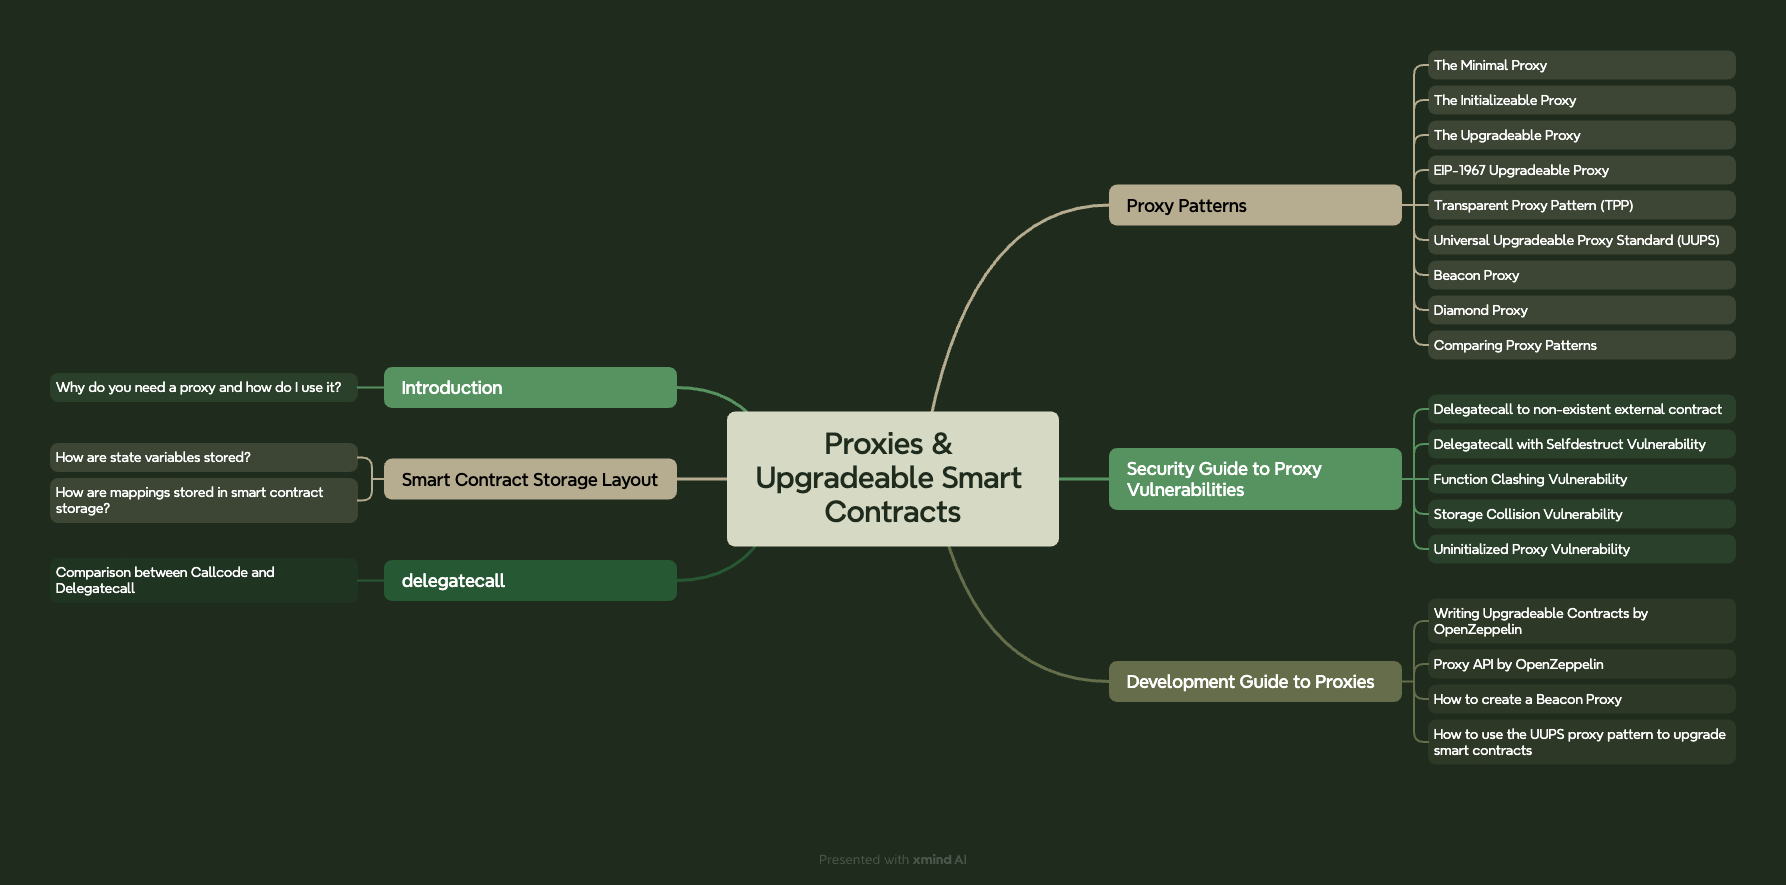 Proxies &
Upgradeable Smart
Contracts
Introduction
Why do you need a proxy and how do I use it?
Smart Contract Storage Layout
How are state variables stored?
How are mappings stored in smart contract
storage?
delegatecall
Comparison between Callcode and
Delegatecall
Proxy Patterns
The Minimal Proxy
The Initializeable Proxy
The Upgradeable Proxy
EIP-1967 Upgradeable Proxy
Transparent Proxy Pattern (TPP)
Universal Upgradeable Proxy Standard (UUPS)
Beacon Proxy
Diamond Proxy
Comparing Proxy Patterns
Security Guide to Proxy
Vulnerabilities
Delegatecall to non-existent external contract
Delegatecall with Selfdestruct Vulnerability
Function Clashing Vulnerability
Storage Collision Vulnerability
Uninitialized Proxy Vulnerability
Development Guide to Proxies
Writing Upgradeable Contracts by
OpenZeppelin
Proxy API by OpenZeppelin
How to create a Beacon Proxy
How to use the UUPS proxy pattern to upgrade
smart contracts
Presented with xmind AI